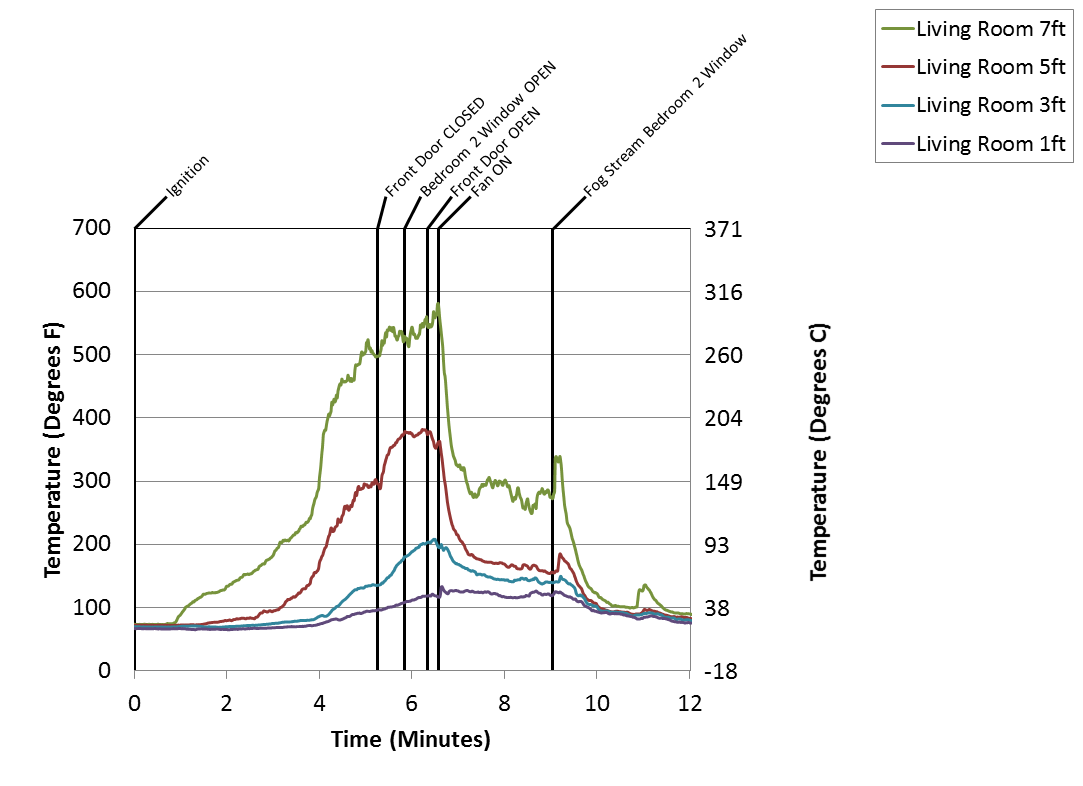 Living Room 7ft
Living Room 5ft
Living Room 3ft
Living Room 1ft
Ignition
Front Door CLOSED
Bedroom 2 Window OPEN
Front Door OPEN
Fan ON
Fog Stream Bedroom 2 Window
700
600
500
400
300
200
100
0
Temperature (Degrees F)
371
316
260
204
149
93
38
-18
Temperature (Degrees C)
0 2 4 6 8 10 12
Time (Minutes)